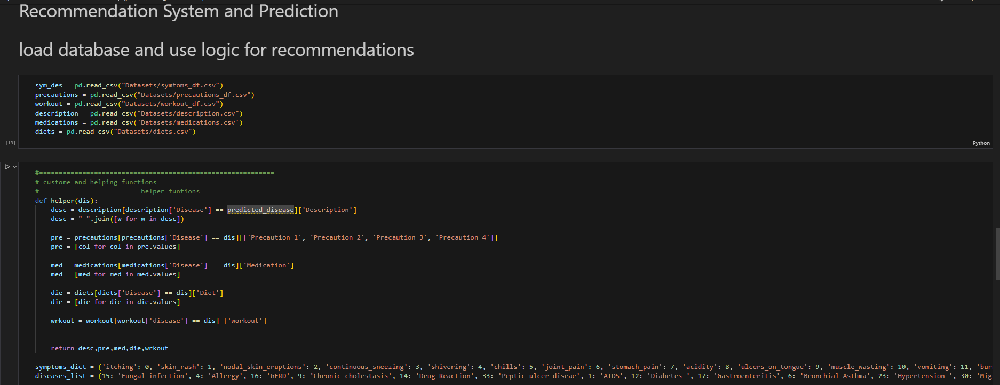 Recommendation System and Prediction
load database and use logic for recommendations
sym_des = pd.read_csv("Datasets/symtoms_df.csv")
precautions = pd.read_csv("Datasets/precautions_df.csv")
workout = pd.read_csv("Datasets/workout_df.csv")
description = pd.read_csv("Datasets/description.csv")
medications = pd.read_csv('Datasets/medications.csv')
diets = pd.read_csv("Datasets/diets.csv")
[13]
Python
#============================================================
# custome and helping functions
#==========================helper funtions================
def helper(dis):
    desc = description[description['Disease'] == predicted_disease]['Description']
    desc = " ".join([w for w in desc])
    pre = precautions[precautions['Disease'] == dis][['Precaution_1', 'Precaution_2', 'Precaution_3', 'Precaution_4']]
    pre = [col for col in pre.values]
    med = medications[medications['Disease'] == dis]['Medication']
    med = [med for med in med.values]
    die = diets[diets['Disease'] == dis]['Diet']
    die = [die for die in die.values]
    wrkout = workout[workout['disease'] == dis] ['workout']
    return desc,pre,med,die,wrkout
symptoms_dict = {'itching': 0, 'skin_rash': 1, 'nodal_skin_eruptions': 2, 'continuous_sneezing': 3, 'shivering': 4, 'chills': 5, 'joint_pain': 6, 'stomach_pain': 7, 'acidity': 8, 'ulcers_on_tongue': 9, 'muscle_wasting': 10, 'vomiting': 11, 'bur
diseases_list = {15: 'Fungal infection', 4: 'Allergy', 16: 'GERD', 9: 'Chronic cholestasis', 14: 'Drug Reaction', 33: 'Peptic ulcer diseae', 1: 'AIDS', 12: 'Diabetes ', 17: 'Gastroenteritis', 6: 'Bronchial Asthma', 23: 'Hypertension ', 30: 'Mig